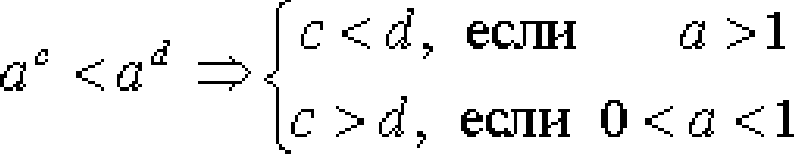 a^c < a^d ⇒ { c < d, если a > 1
c > d, если 0 < a < 1